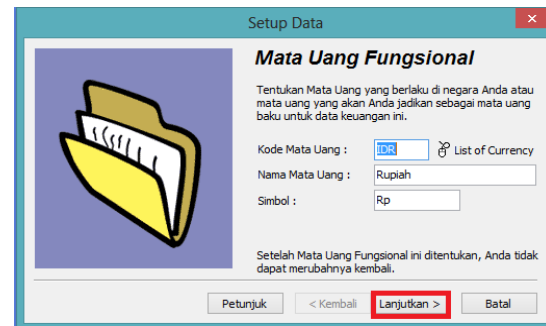 Setup Data
Mata Uang Fungsional
Tentukan Mata Uang yang berlaku di negara Anda atau
mata uang yang akan Anda jadikan sebagai mata uang
baku untuk data keuangan ini.
Kode Mata Uang : IDR List of Currency
Nama Mata Uang : Rupiah
Simbol : Rp
Setelah Mata Uang Fungsional ini ditentukan, Anda tidak
dapat merubahnya kembali.
Petunjuk < Kembali Lanjutkan > Batal